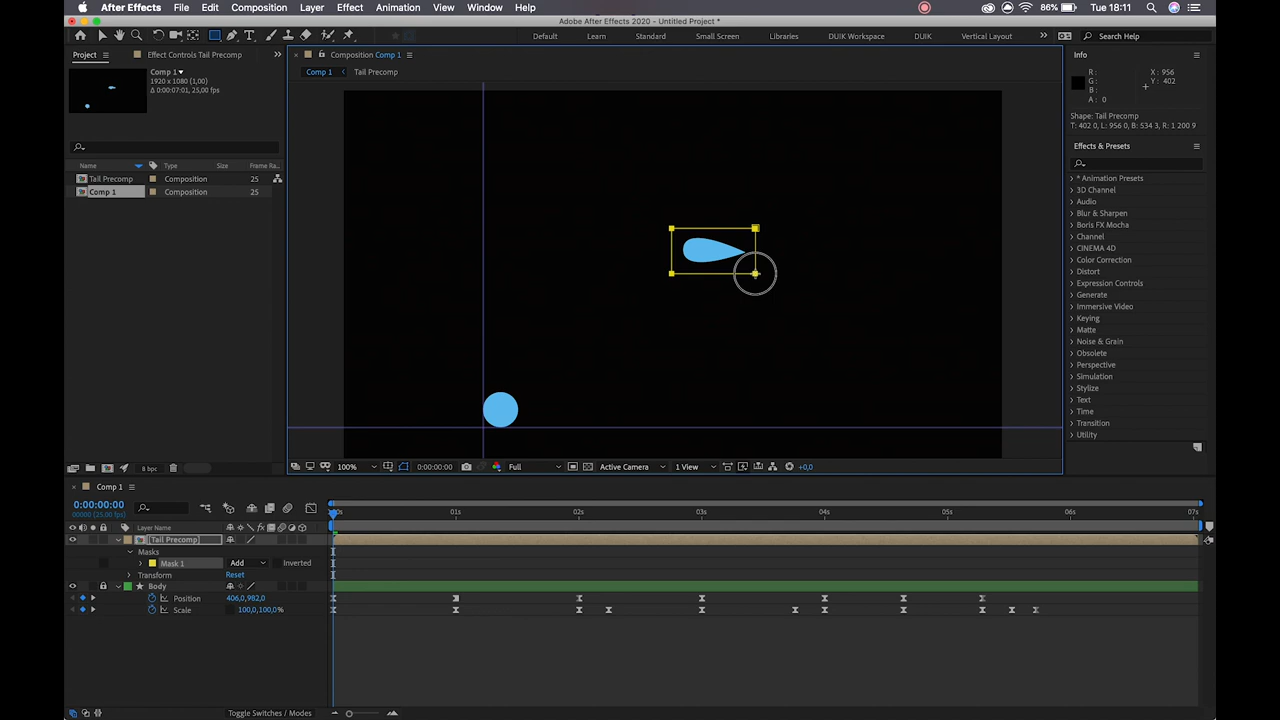 After Effects File Edit Composition Layer Effect Animation View Window Help 86% Tue 18:11
Adobe After Effects 2020 - Untitled Project *
Default Learn Standard Small Screen Libraries DUIK Workspace DUIK Vertical Layout Search Help
Project Effect Controls Tail Precomp
Composition Comp 1
Info
Comp 1
1920 x 1080 (1,00)
Δ 0:00:07:01, 25,00 fps
Comp 1 Tail Precomp
R: X: 956
G: Y: 402
B:
A: 0
Shape: Tail Precomp
T: 402 0, L: 956 0, B: 534 3, R: 1 200 9
Effects & Presets
Name Type Size Frame Ra..
Tail Precomp Composition 25
Comp 1 Composition 25
* Animation Presets
3D Channel
Audio
Blur & Sharpen
Boris FX Mocha
Channel
CINEMA 4D
Color Correction
Distort
Expression Controls
Generate
Immersive Video
Keying
Matte
Noise & Grain
Obsolete
Perspective
Simulation
Stylize
Text
Time
Transition
Utility
8 bpc
100% 0:00:00:00 Full Active Camera 1 View +0,0
Comp 1
0:00:00:00
00000 (25.00 fps)
:00s 01s 02s 03s 04s 05s 06s 07s
Layer Name
[Tail Precomp]
Masks
Mask 1 Add Inverted
Transform Reset
Body
Position 406,0,982,0
Scale 100,0,100,0%
Toggle Switches / Modes